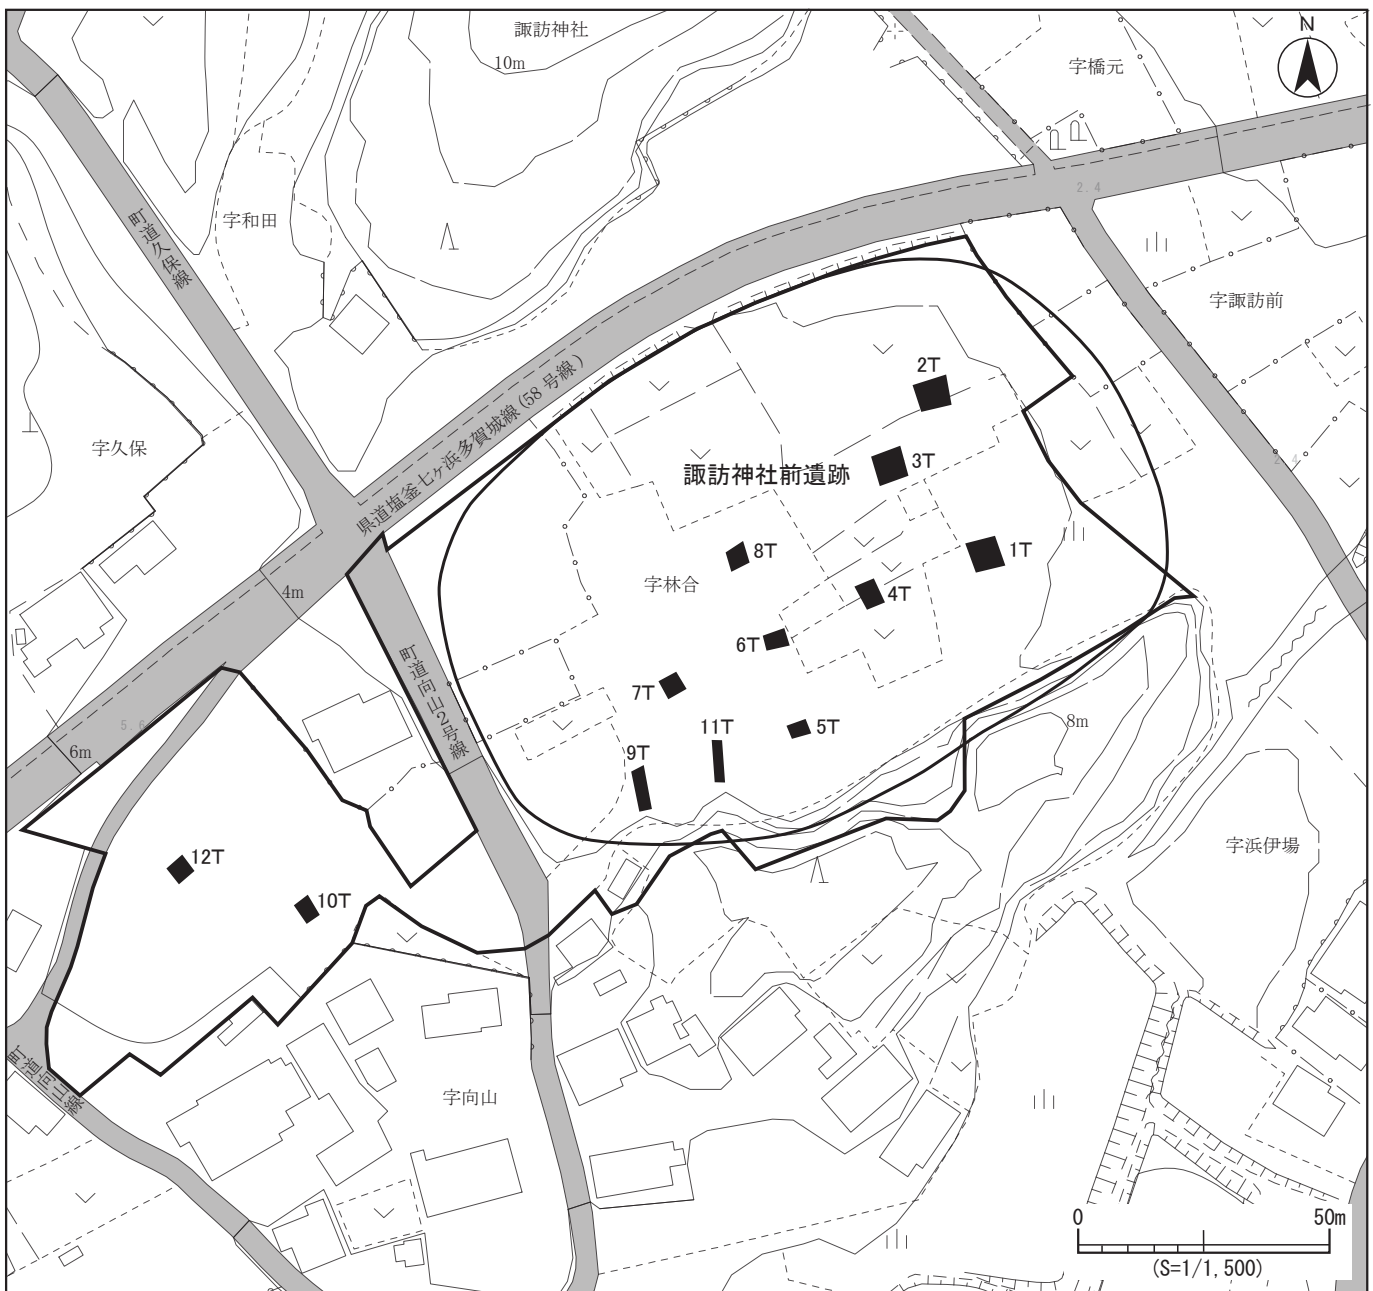 諏訪神社
10m
N
字橋元
2.4
町道久保線
字和田
字諏訪前
県道塩釜七ヶ浜多賀城線(58号線)
2T
字久保
諏訪神社前遺跡
3T
2.4
8T
1T
字林合
4m
4T
6T
町道向山2号線
7T
5.6
6m
11T
5T
8m
9T
字浜伊場
12T
10T
町道向山線
字向山
0 50m
(S=1/1,500)